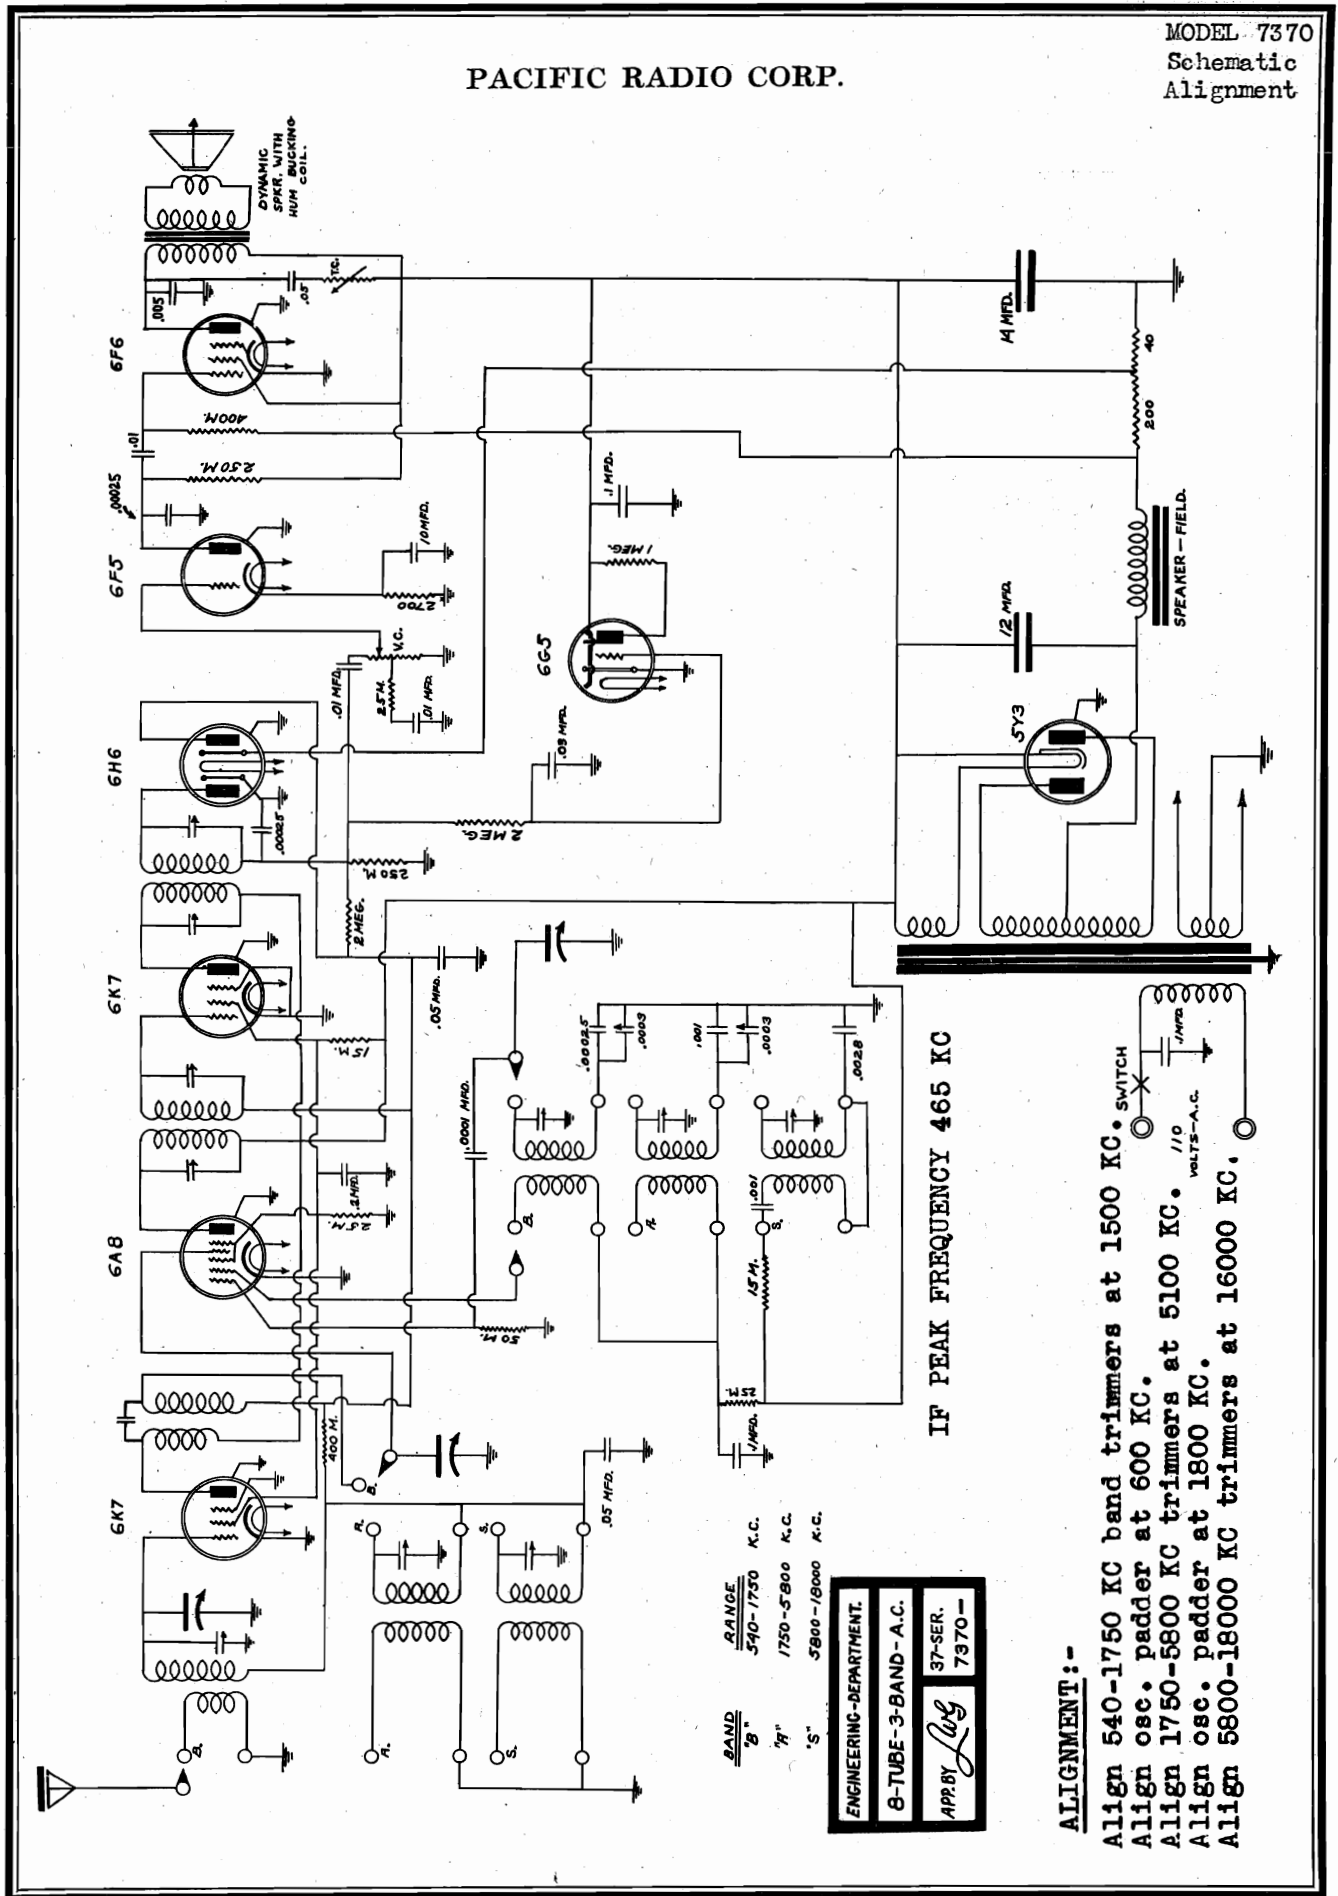 MODEL 7370
Schematic
Alignment
PACIFIC RADIO CORP.
DYNAMIC
SPKR. WITH
HUM BUCKING
COIL.
.005
.05
T.C.
6F6
400M.
.01
250M.
.00025
6F5
10MFD.
2700
V.C.
.01 MFD.
25M.
.01 MFD.
6H6
.00025
250M.
2 MEG.
2 MEG.
.09 MFD.
6G5
1 MEG.
.1 MFD.
14 MFD.
40
200
SPEAKER-FIELD.
12 MFD.
5Y3
6K7
15M.
.05 MFD.
6A8
.1MFD.
25M.
.0001 MFD.
50M.
.00025
.0003
.001
.0003
.0028
B.
A.
S.
.001
15M.
25M.
.1MFD.
6K7
400M.
B.
A.
S.
.05 MFD.
B.
A.
S.
SWITCH
.1MFD.
110
VOLTS-A.C.
IF PEAK FREQUENCY 465 KC
BAND RANGE
"B" 540-1750 K.C.
"A" 1750-5800 K.C.
"S" 5800-18000 K.C.
ENGINEERING-DEPARTMENT.
8-TUBE-3-BAND-A.C.
APP.BY
37-SER.
7370-
ALIGNMENT:-
Align 540-1750 KC band trimmers at 1500 KC.
Align osc. padder at 600 KC.
Align 1750-5800 KC trimmers at 5100 KC.
Align osc. padder at 1800 KC.
Align 5800-18000 KC trimmers at 16000 KC.